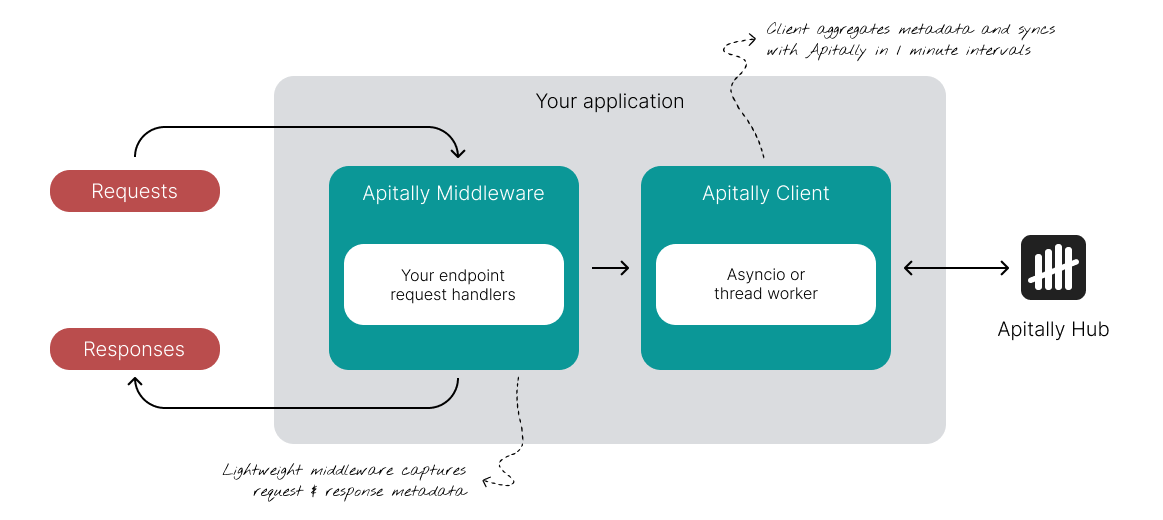 Client aggregates metadata and syncs
with Apitally in 1 minute intervals
Your application
Requests
Apitally Middleware
Apitally Client
Your endpoint
request handlers
Asyncio or
thread worker
Apitally Hub
Responses
Lightweight middleware captures
request & response metadata